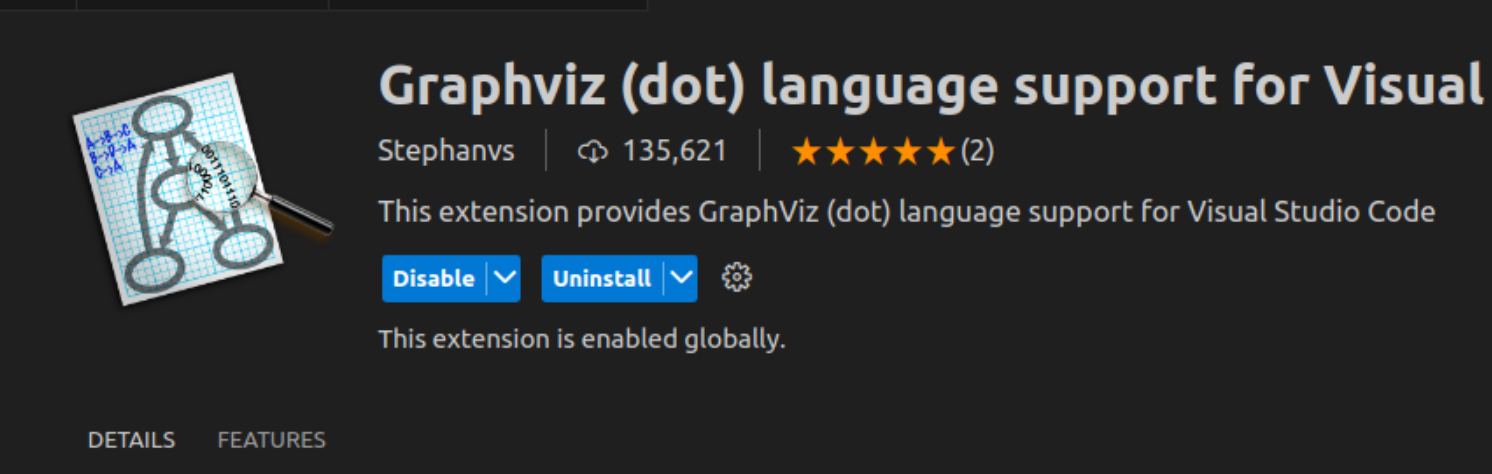 Graphviz (dot) language support for Visual
Stephanvs 135,621 (2)
This extension provides GraphViz (dot) language support for Visual Studio Code
Disable Uninstall
This extension is enabled globally.
DETAILS FEATURES
A->B->C
B->D->A